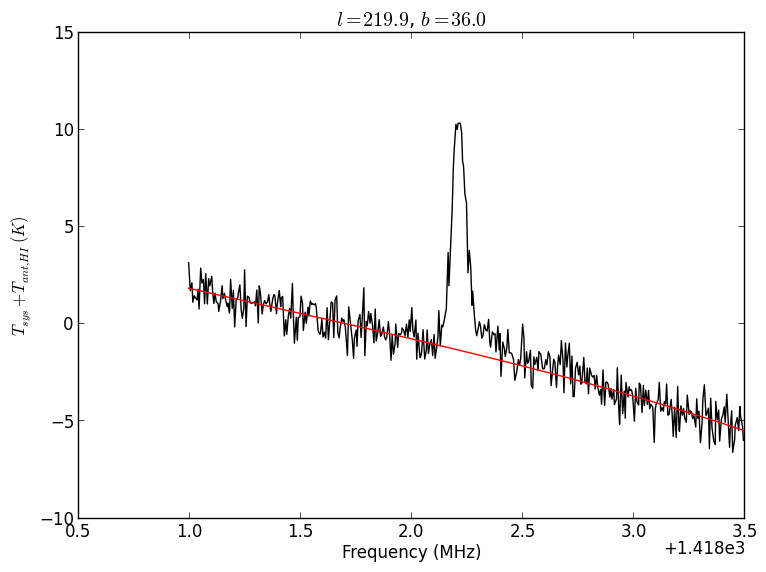 l = 219.9, b = 36.0
15
10
5
0
−5
−10
T_sys + T_ant,HI (K)
0.5 1.0 1.5 2.0 2.5 3.0 3.5
+1.418e3
Frequency (MHz)